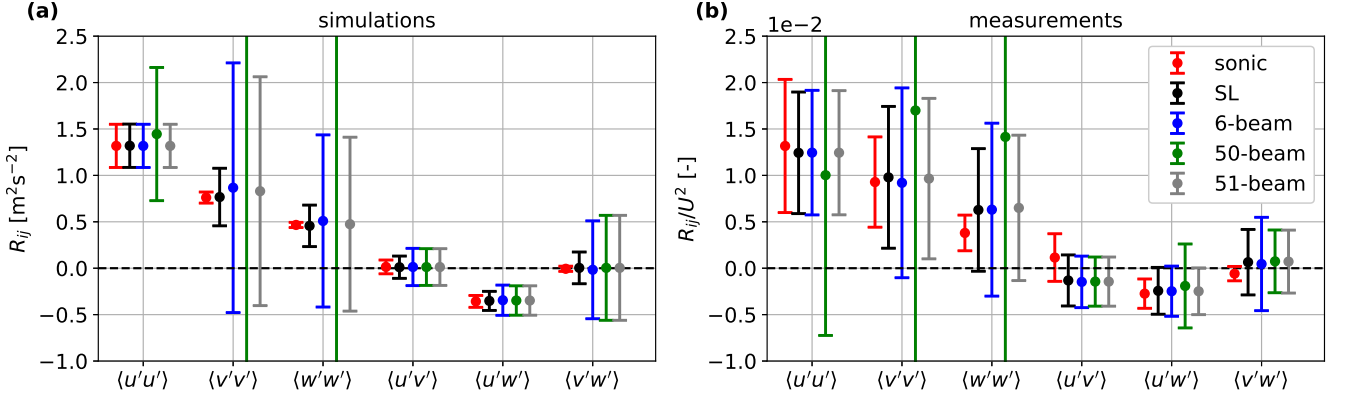 (a)
simulations
R_ij [m²s⁻²]
2.5
2.0
1.5
1.0
0.5
0.0
−0.5
−1.0
⟨u′u′⟩ ⟨v′v′⟩ ⟨w′w′⟩ ⟨u′v′⟩ ⟨u′w′⟩ ⟨v′w′⟩
(b)
measurements
1e−2
R_ij/U² [-]
2.5
2.0
1.5
1.0
0.5
0.0
−0.5
−1.0
⟨u′u′⟩ ⟨v′v′⟩ ⟨w′w′⟩ ⟨u′v′⟩ ⟨u′w′⟩ ⟨v′w′⟩
sonic
SL
6-beam
50-beam
51-beam